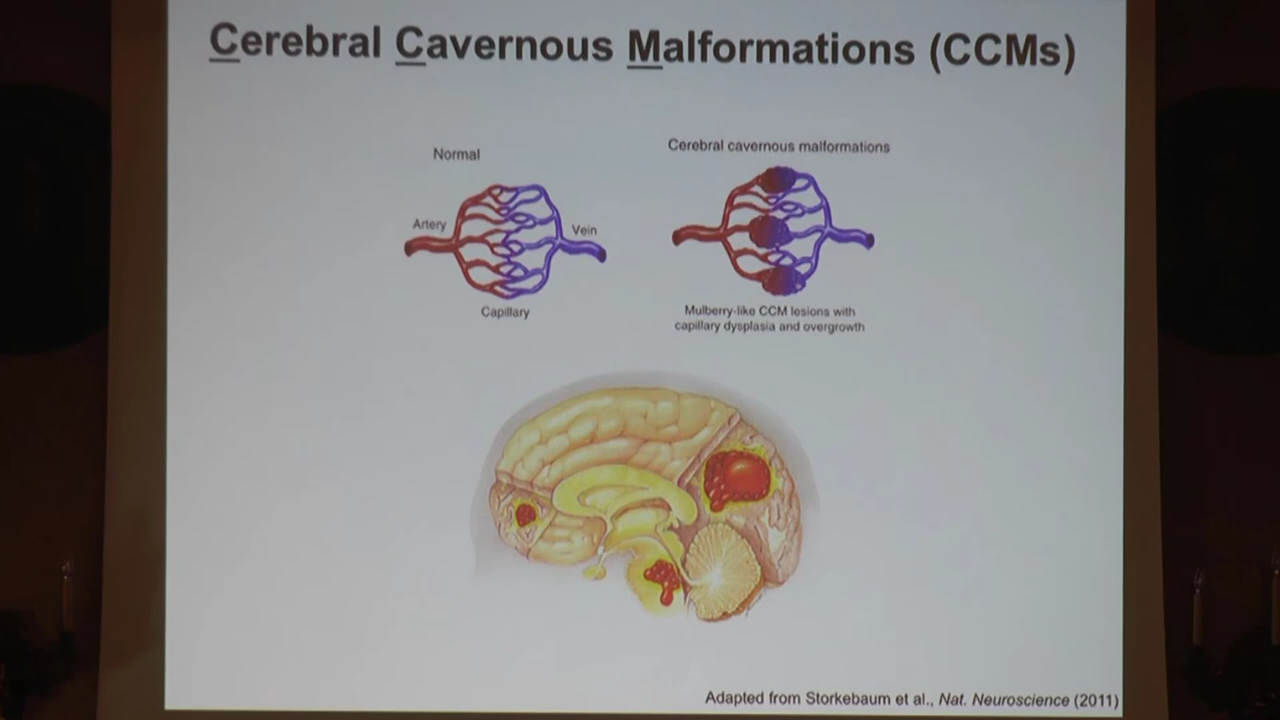 Cerebral Cavernous Malformations (CCMs)
Normal
Cerebral cavernous malformations
Artery
Vein
Capillary
Mulberry-like CCM lesions with
capillary dysplasia and overgrowth
Adapted from Storkebaum et al., Nat. Neuroscience (2011)